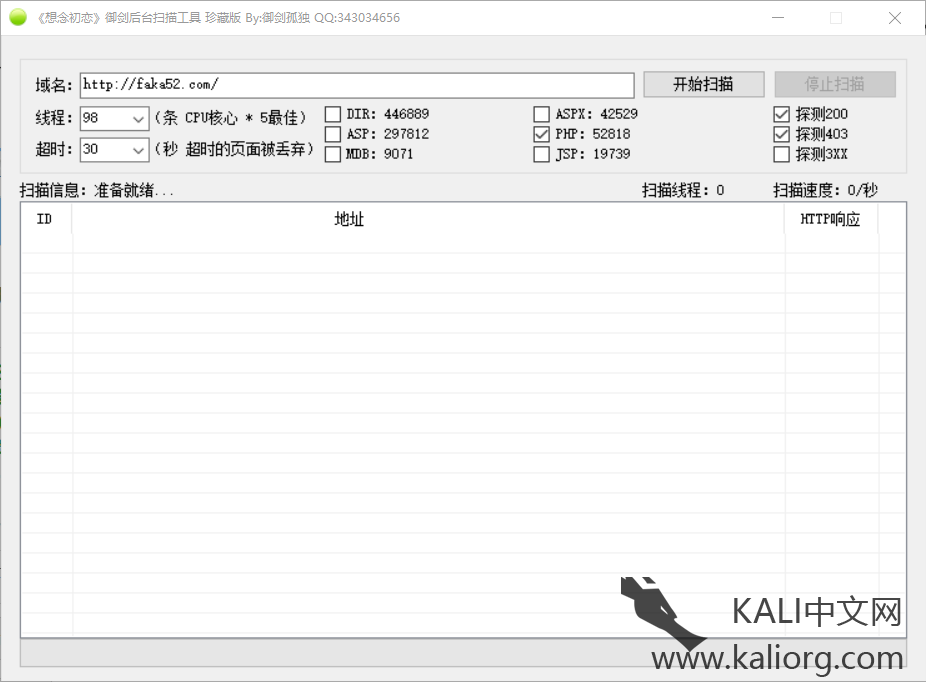 《想念初恋》御剑后台扫描工具 珍藏版 By:御剑孤独 QQ:343034656
域名: http://faka52.com/ 开始扫描 停止扫描
线程: 98 (条 CPU核心 * 5最佳) DIR: 446889 ASPX: 42529 探测200
超时: 30 (秒 超时的页面被丢弃) ASP: 297812 PHP: 52818 探测403
MDB: 9071 JSP: 19739 探测3XX
扫描信息: 准备就绪... 扫描线程: 0 扫描速度: 0/秒
ID 地址 HTTP响应
KALI中文网
www.kaliorg.com